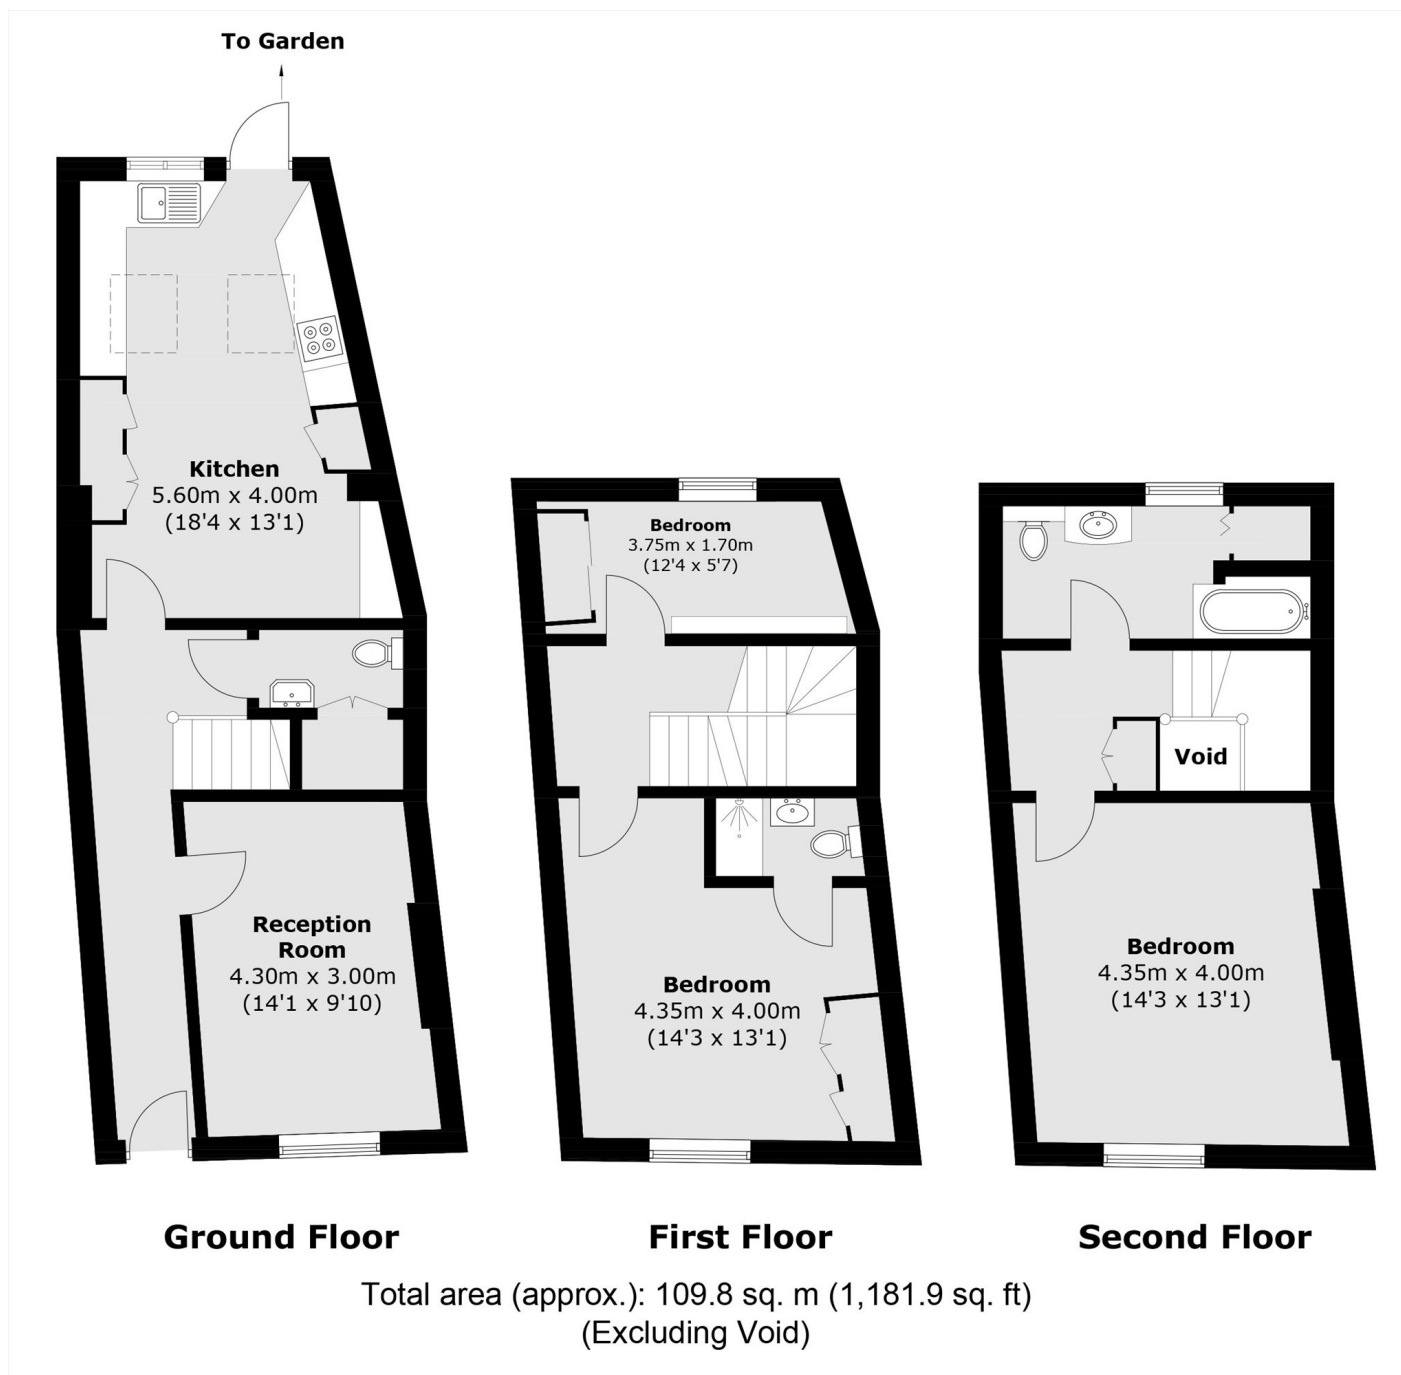 To Garden
Kitchen
5.60m x 4.00m
(18'4 x 13'1)
Reception
Room
4.30m x 3.00m
(14'1 x 9'10)
Ground Floor
Bedroom
3.75m x 1.70m
(12'4 x 5'7)
Bedroom
4.35m x 4.00m
(14'3 x 13'1)
First Floor
Void
Bedroom
4.35m x 4.00m
(14'3 x 13'1)
Second Floor
Total area (approx.): 109.8 sq. m (1,181.9 sq. ft)
(Excluding Void)